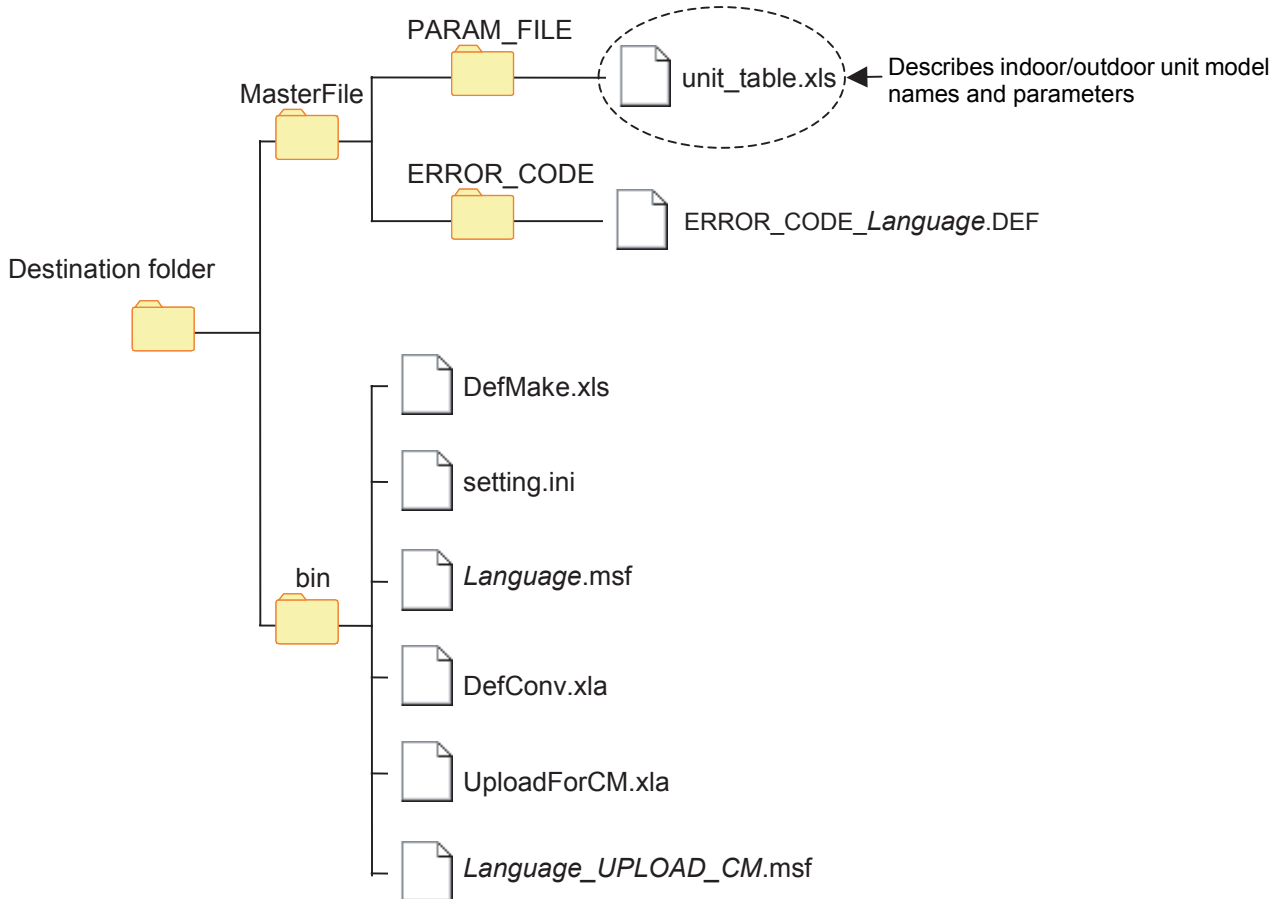 PARAM_FILE
unit_table.xls
Describes indoor/outdoor unit model
names and parameters
MasterFile
ERROR_CODE
ERROR_CODE_Language.DEF
Destination folder
DefMake.xls
setting.ini
bin
Language.msf
DefConv.xla
UploadForCM.xla
Language_UPLOAD_CM.msf